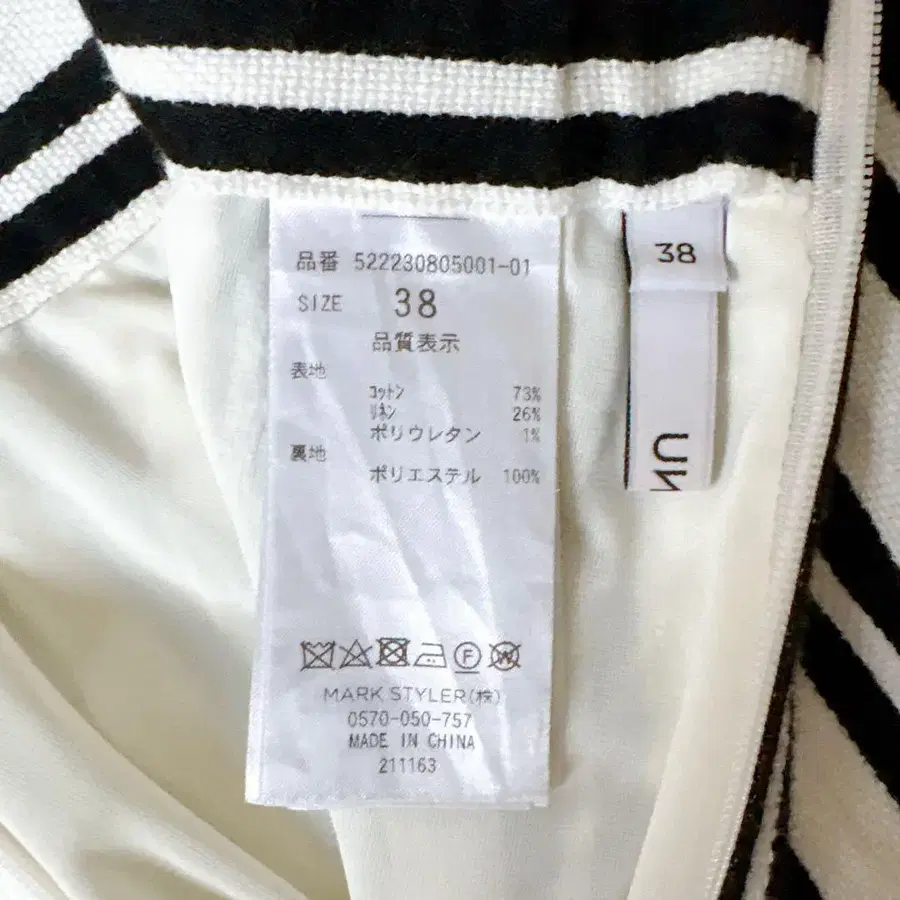 品番 522230805001-01
SIZE 38
品質表示
表地
コットン 73%
リネン 26%
ポリウレタン 1%
裏地
ポリエステル 100%
MARK STYLER(株)
0570-050-757
MADE IN CHINA
211163
38